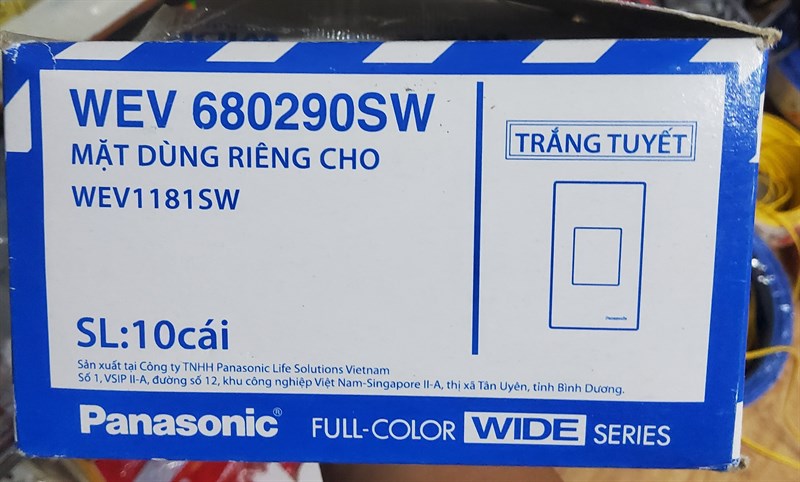 WEV 680290SW
MẶT DÙNG RIÊNG CHO
WEV1181SW
TRẮNG TUYẾT
Panasonic
SL:10cái
Sản xuất tại Công ty TNHH Panasonic Life Solutions Vietnam
Số 1, VSIP II-A, đường số 12, khu công nghiệp Việt Nam-Singapore II-A, thị xã Tân Uyên, tỉnh Bình Dương.
Panasonic® FULL-COLOR WIDE SERIES